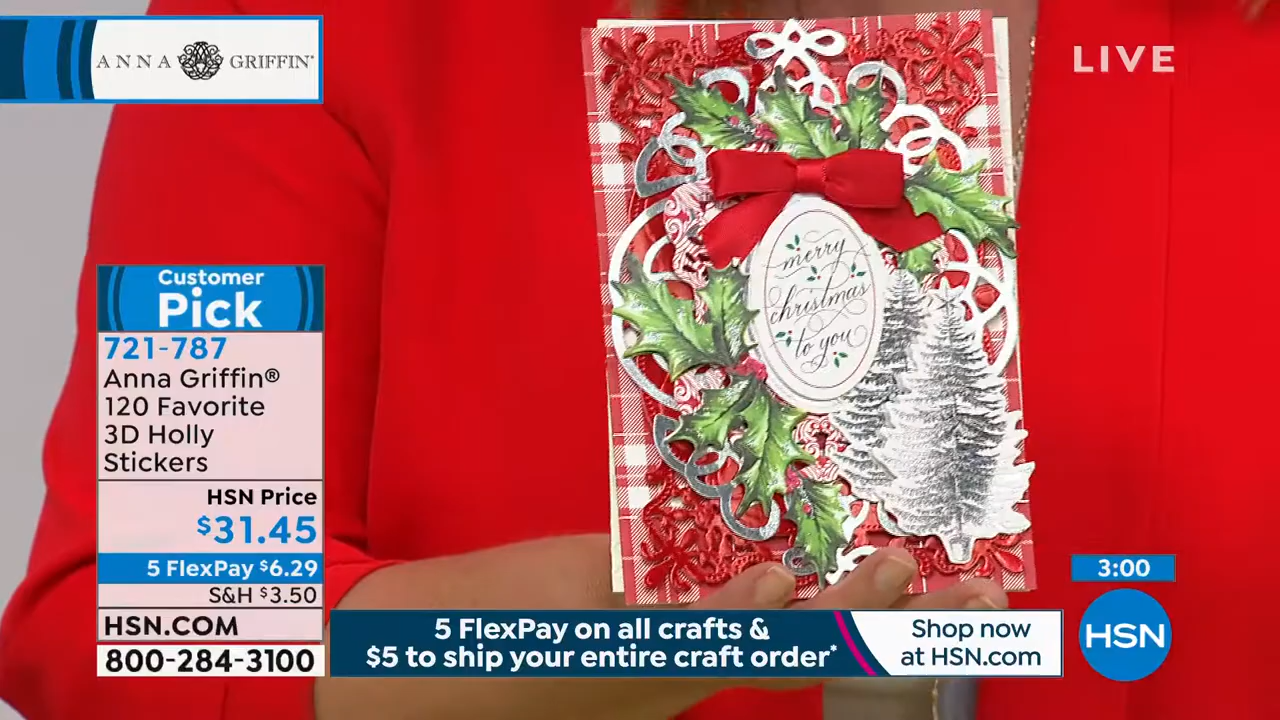 ANNA GRIFFIN®
LIVE
merry
christmas
to you
Customer
Pick
721-787
Anna Griffin®
120 Favorite
3D Holly
Stickers
HSN Price
$31.45
5 FlexPay $6.29
S&H $3.50
HSN.COM
800-284-3100
5 FlexPay on all crafts &
$5 to ship your entire craft order*
Shop now
at HSN.com
3:00
HSN